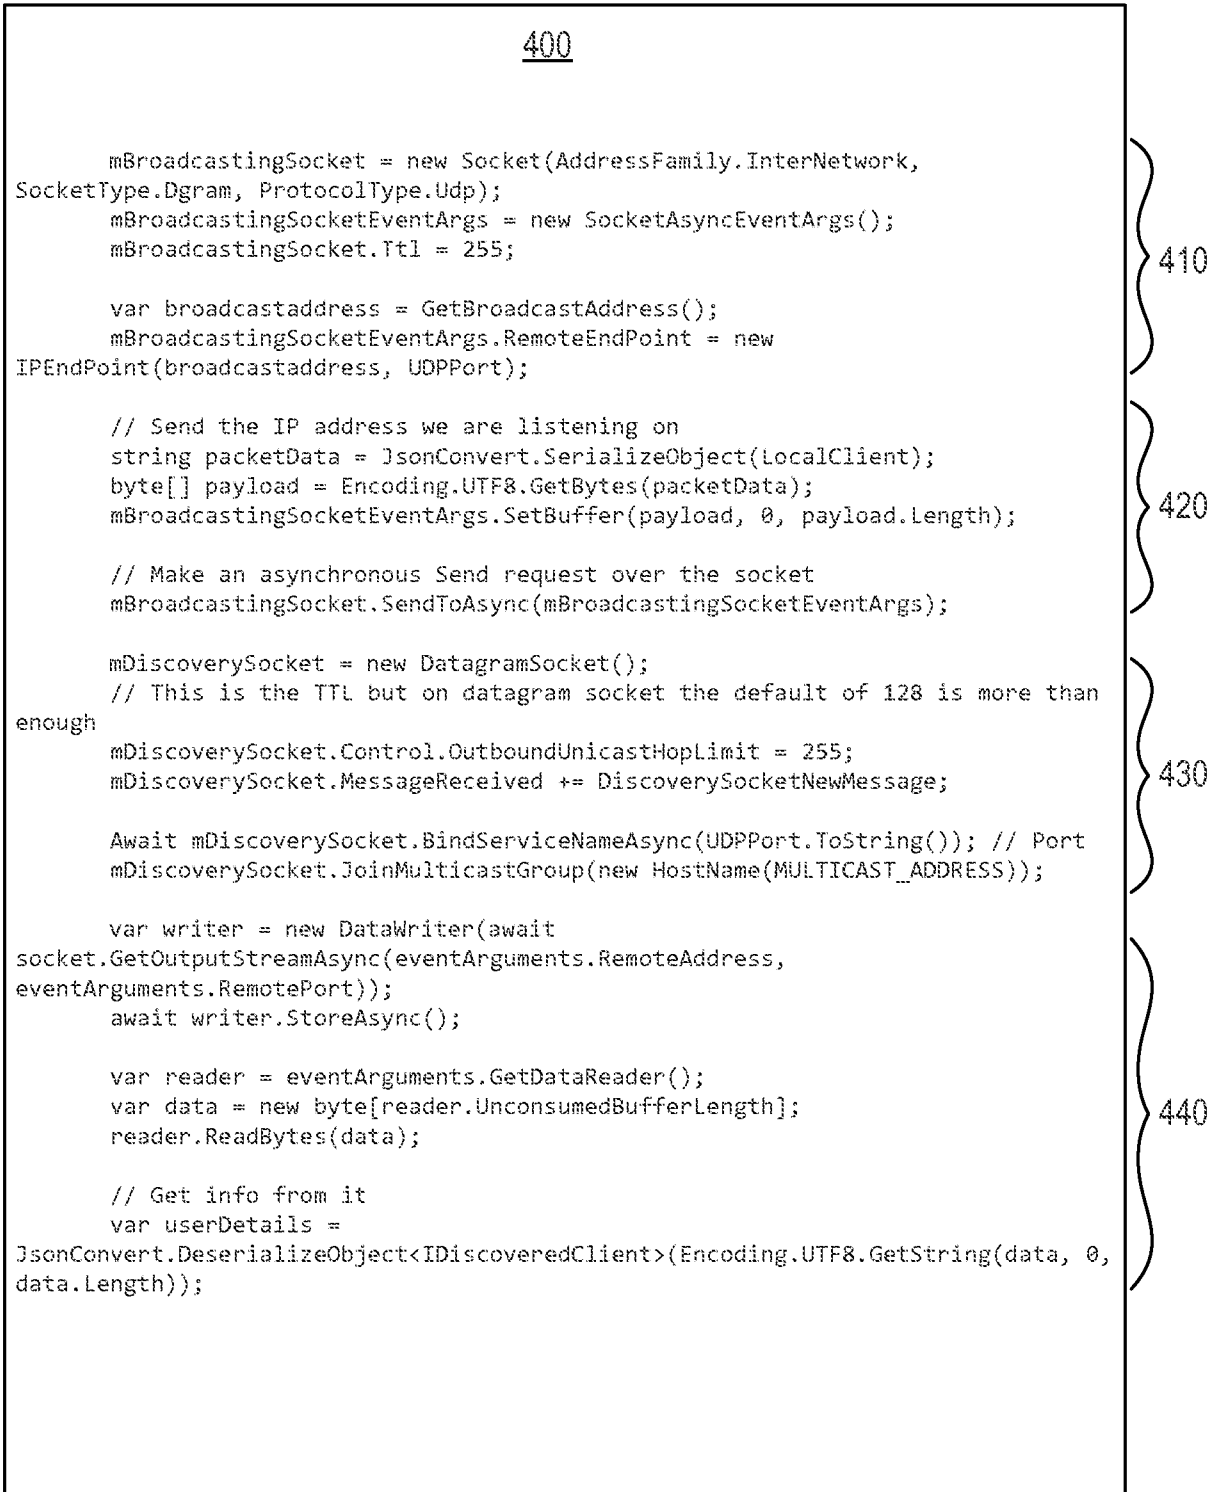 400
mBroadcastingSocket = new Socket(AddressFamily.InterNetwork,
SocketType.Dgram, ProtocolType.Udp);
mBroadcastingSocketEventArgs = new SocketAsyncEventArgs();
mBroadcastingSocket.Ttl = 255;
410
var broadcastaddress = GetBroadcastAddress();
mBroadcastingSocketEventArgs.RemoteEndPoint = new
IPEndPoint(broadcastaddress, UDPPort);
// Send the IP address we are listening on
string packetData = JsonConvert.SerializeObject(LocalClient);
byte[] payload = Encoding.UTF8.GetBytes(packetData);
mBroadcastingSocketEventArgs.SetBuffer(payload, 0, payload.Length);
420
// Make an asynchronous Send request over the socket
mBroadcastingSocket.SendToAsync(mBroadcastingSocketEventArgs);
mDiscoverySocket = new DatagramSocket();
// This is the TTL but on datagram socket the default of 128 is more than
enough
mDiscoverySocket.Control.OutboundUnicastHopLimit = 255;
mDiscoverySocket.MessageReceived += DiscoverySocketNewMessage;
430
Await mDiscoverySocket.BindServiceNameAsync(UDPPort.ToString()); // Port
mDiscoverySocket.JoinMulticastGroup(new HostName(MULTICAST_ADDRESS));
var writer = new DataWriter(await
socket.GetOutputStreamAsync(eventArguments.RemoteAddress,
eventArguments.RemotePort));
await writer.StoreAsync();
var reader = eventArguments.GetDataReader();
var data = new byte[reader.UnconsumedBufferLength];
440
reader.ReadBytes(data);
// Get info from it
var userDetails =
JsonConvert.DeserializeObject<IDiscoveredClient>(Encoding.UTF8.GetString(data, 0,
data.Length));